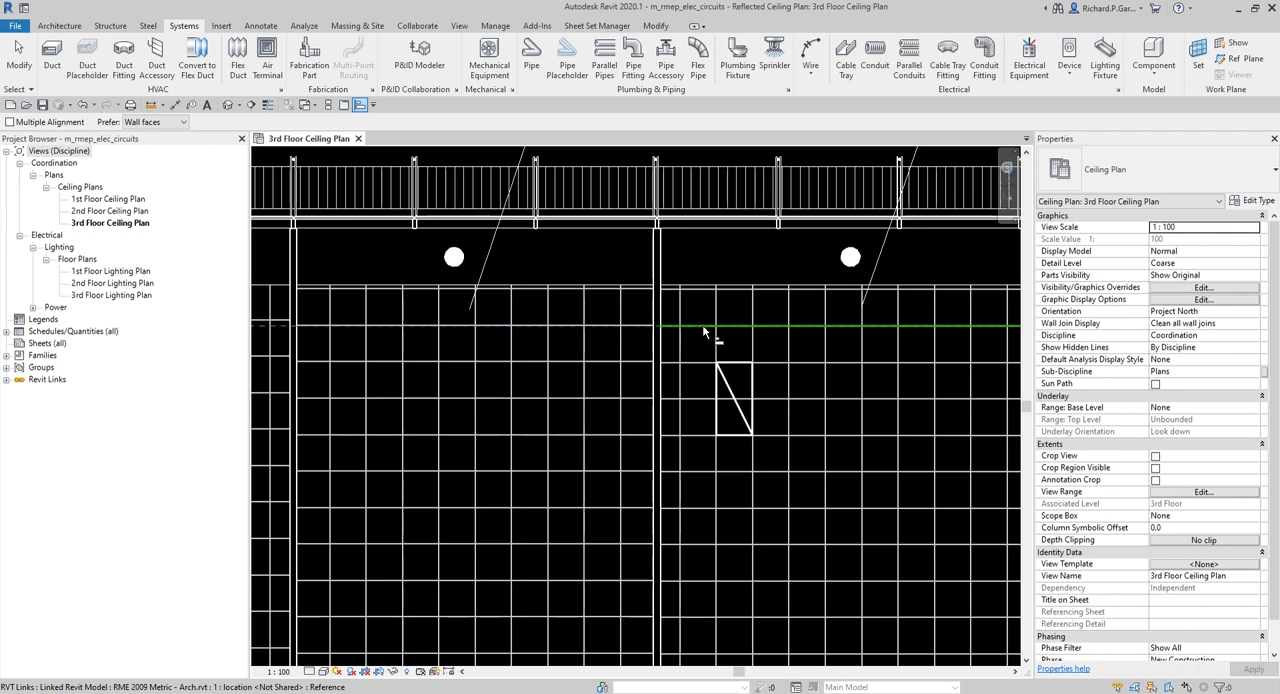 Autodesk Revit 2020.1 - m_rmep_elec_circuits - Reflected Ceiling Plan: 3rd Floor Ceiling Plan
Richard.P.Gar...
File Architecture Structure Steel Systems Insert Annotate Analyze Massing & Site Collaborate View Manage Add-Ins Sheet Set Manager Modify
Modify Duct Duct Placeholder Duct Fitting Duct Accessory Convert to Flex Duct Flex Duct Air Terminal Fabrication Part Multi-Point Routing P&ID Modeler Mechanical Equipment Pipe Pipe Placeholder Parallel Pipes Pipe Fitting Pipe Accessory Flex Pipe Plumbing Fixture Sprinkler Wire Cable Tray Conduit Parallel Conduits Cable Tray Fitting Conduit Fitting Electrical Equipment Device Lighting Fixture Component Set Show Ref Plane Viewer
Select HVAC Fabrication P&ID Collaboration Mechanical Plumbing & Piping Electrical Model Work Plane
Multiple Alignment Prefer: Wall faces
Project Browser - m_rmep_elec_circuits
Views (Discipline)
Coordination
Plans
Ceiling Plans
1st Floor Ceiling Plan
2nd Floor Ceiling Plan
3rd Floor Ceiling Plan
Electrical
Lighting
Floor Plans
1st Floor Lighting Plan
2nd Floor Lighting Plan
3rd Floor Lighting Plan
Power
Legends
Schedules/Quantities (all)
Sheets (all)
Families
Groups
Revit Links
3rd Floor Ceiling Plan
Properties
Ceiling Plan
Ceiling Plan: 3rd Floor Ceiling Plan Edit Type
Graphics
View Scale 1 : 100
Scale Value 1: 100
Display Model Normal
Detail Level Coarse
Parts Visibility Show Original
Visibility/Graphics Overrides Edit...
Graphic Display Options Edit...
Orientation Project North
Wall Join Display Clean all wall joins
Discipline Coordination
Show Hidden Lines By Discipline
Default Analysis Display Style None
Sub-Discipline Plans
Sun Path
Underlay
Range: Base Level None
Range: Top Level Unbounded
Underlay Orientation Look down
Extents
Crop View
Crop Region Visible
Annotation Crop
View Range Edit...
Associated Level 3rd Floor
Scope Box None
Column Symbolic Offset 0.0
Depth Clipping No clip
Identity Data
View Template <None>
View Name 3rd Floor Ceiling Plan
Dependency Independent
Title on Sheet
Referencing Sheet
Referencing Detail
Phasing
Phase Filter Show All
Phase New Construction
Properties help Apply
1 : 100
RVT Links : Linked Revit Model : RME 2009 Metric - Arch.rvt : 1 : location <Not Shared> : Reference
:0 Main Model :0